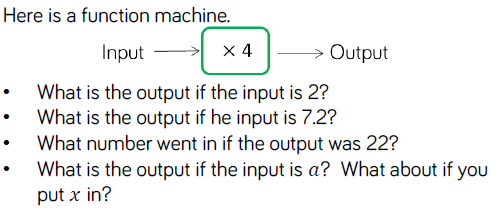 Here is a function machine.
Input × 4 Output
• What is the output if the input is 2?
• What is the output if he input is 7.2?
• What number went in if the output was 22?
• What is the output if the input is a? What about if you
put x in?